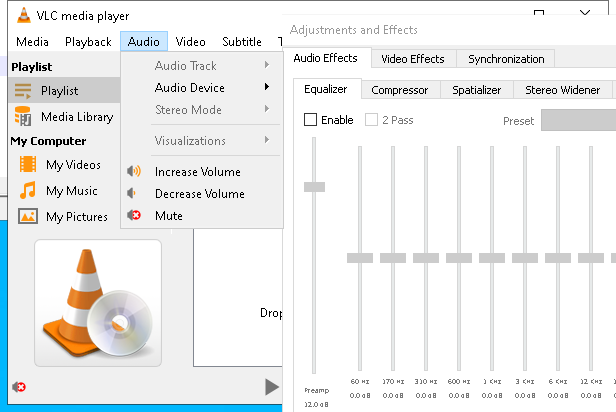 VLC media player
Media Playback Audio Video Subtitle T
Playlist
Playlist
Media Library
My Computer
My Videos
My Music
My Pictures
Audio Track
Audio Device
Stereo Mode
Visualizations
Increase Volume
Decrease Volume
Mute
Drop
Adjustments and Effects
Audio Effects Video Effects Synchronization
Equalizer Compressor Spatializer Stereo Widener
Enable 2 Pass Preset
60 Hz 170 Hz 310 Hz 600 Hz 1 KHz 3 KHz 6 KHz 12 KHz
Preamp 0.0 dB 0.0 dB 0.0 dB 0.0 dB 0.0 dB 0.0 dB 0.0 dB 0.0 dB
12.0 dB